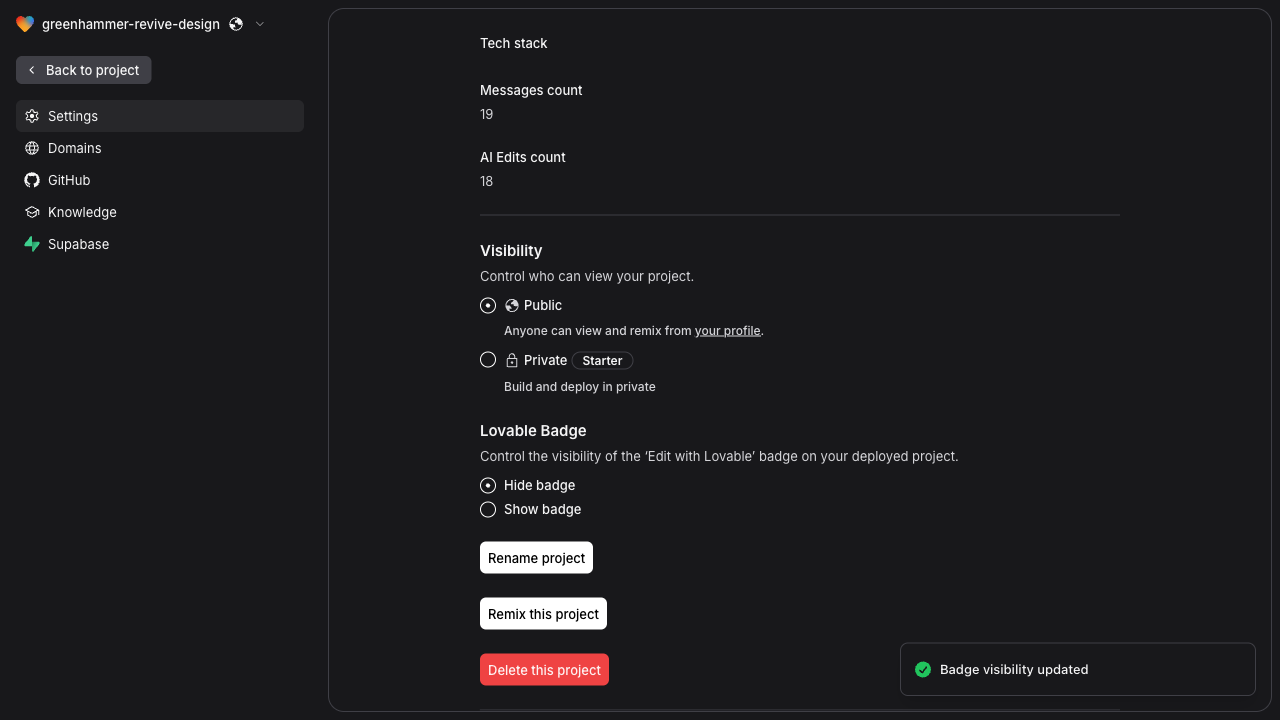 greenhammer-revive-design
Back to project
Settings
Domains
GitHub
Knowledge
Supabase
Tech stack
Messages count
19
AI Edits count
18
Visibility
Control who can view your project.
Public
Anyone can view and remix from your profile.
Private Starter
Build and deploy in private
Lovable Badge
Control the visibility of the ‘Edit with Lovable’ badge on your deployed project.
Hide badge
Show badge
Rename project
Remix this project
Delete this project
Badge visibility updated